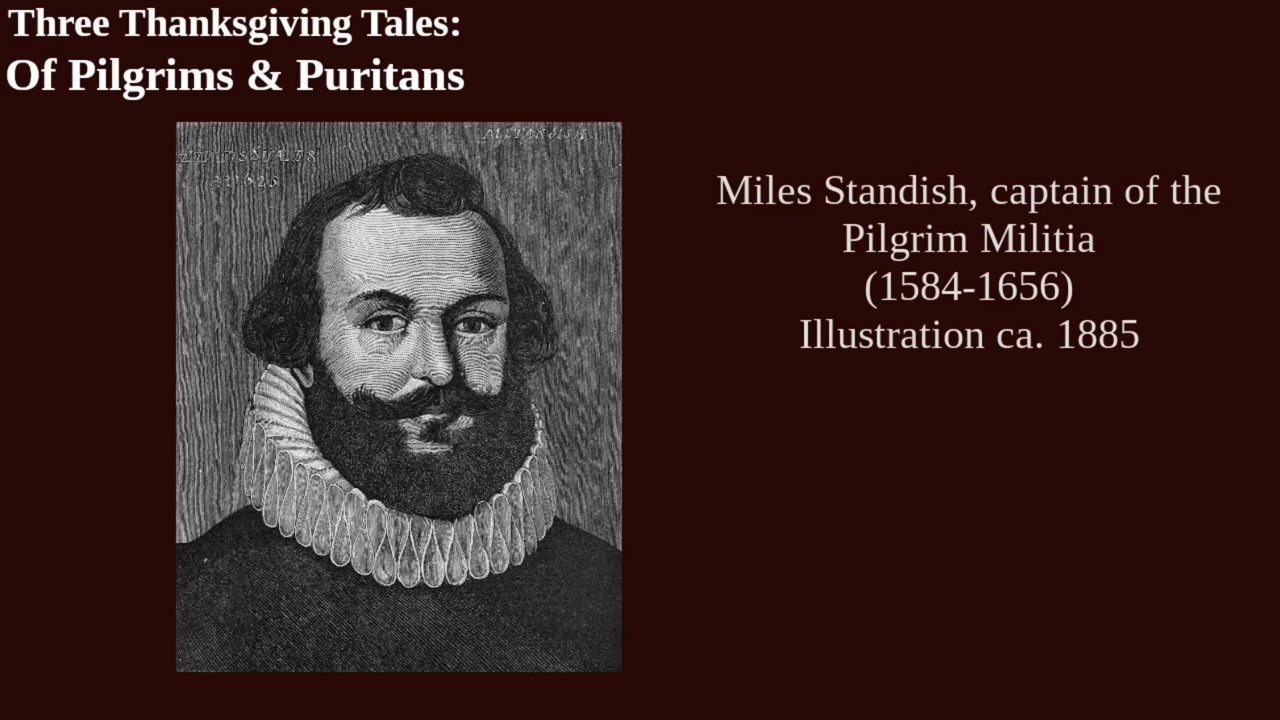 Three Thanksgiving Tales:
Of Pilgrims & Puritans
Miles Standish, captain of the
Pilgrim Militia
(1584-1656)
Illustration ca. 1885